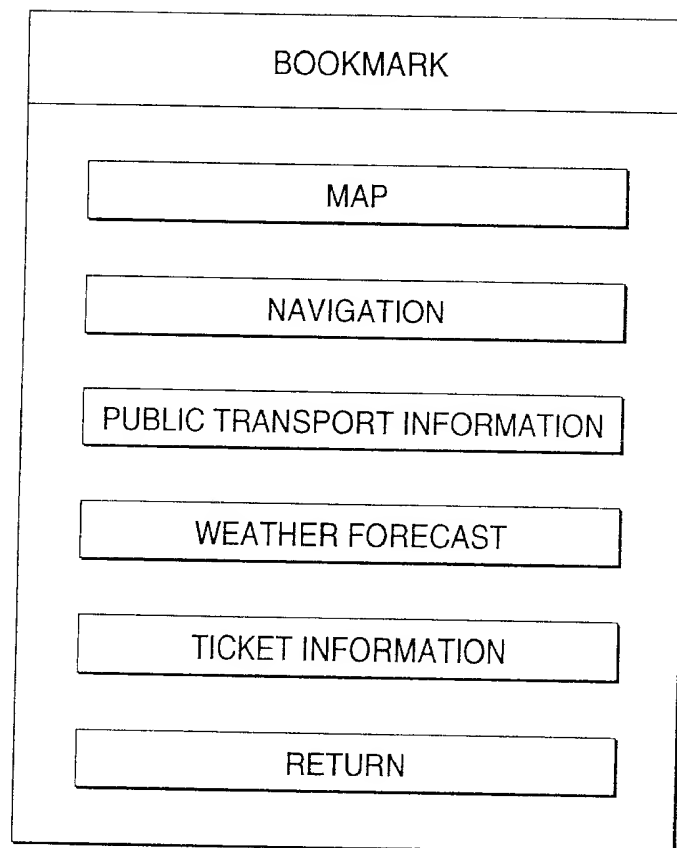 BOOKMARK
MAP
NAVIGATION
PUBLIC TRANSPORT INFORMATION
WEATHER FORECAST
TICKET INFORMATION
RETURN